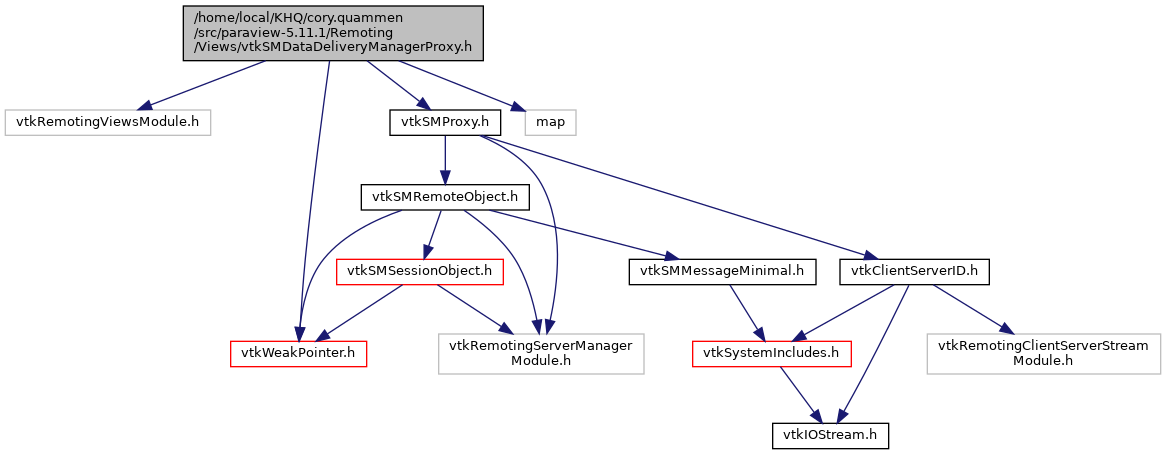 /home/local/KHQ/cory.quammen
/src/paraview-5.11.1/Remoting
/Views/vtkSMDataDeliveryManagerProxy.h
vtkRemotingViewsModule.h
vtkSMProxy.h
map
vtkSMRemoteObject.h
vtkSMSessionObject.h
vtkSMMessageMinimal.h
vtkClientServerID.h
vtkWeakPointer.h
vtkRemotingServerManager
Module.h
vtkSystemIncludes.h
vtkRemotingClientServerStream
Module.h
vtkIOStream.h